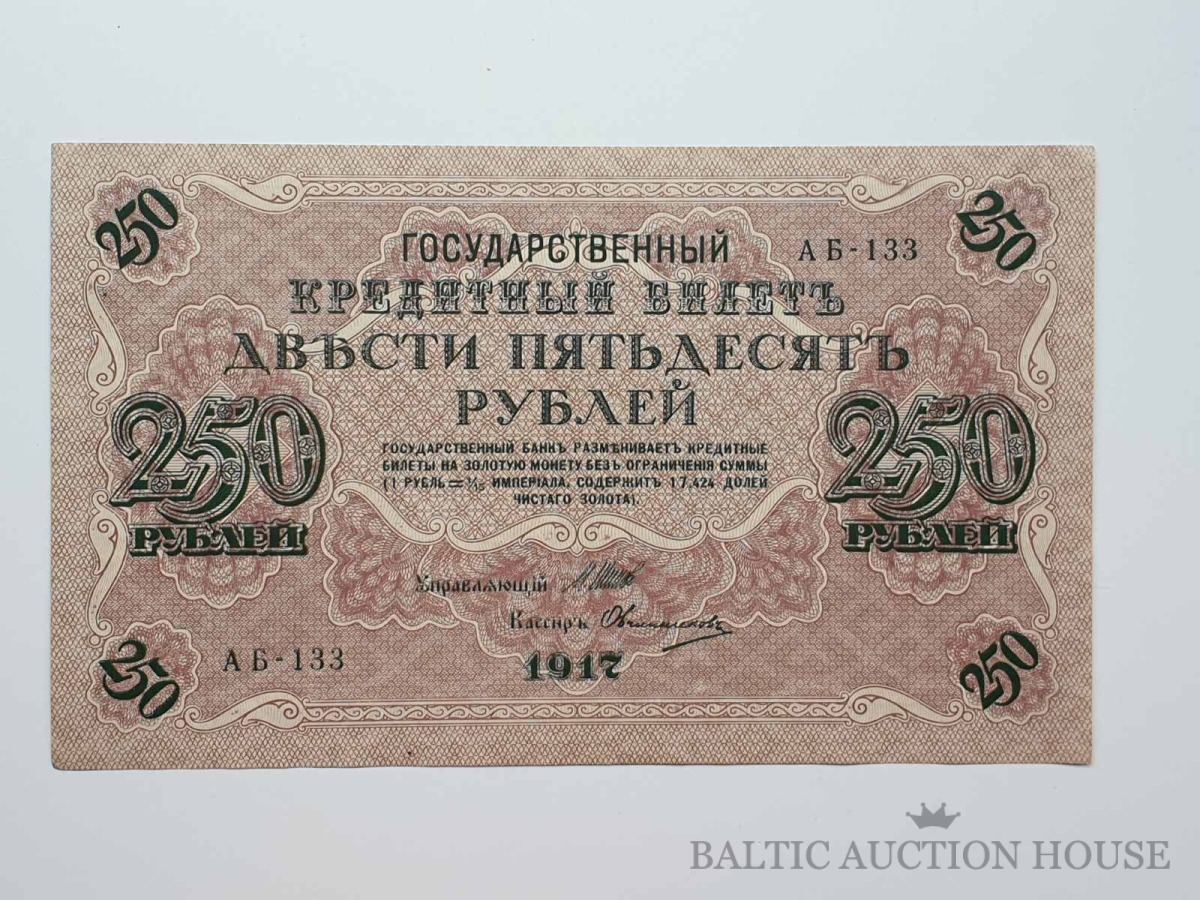 250
250
ГОСУДАРСТВЕННЫЙ
АБ-133
КРЕДИТНЫЙ БИЛЕТЪ
ДВѢСТИ ПЯТЬДЕСЯТЪ
РУБЛЕЙ
250
РУБЛЕЙ
250
РУБЛЕЙ
ГОСУДАРСТВЕННЫЙ БАНКЪ РАЗМѢНИВАЕТЪ КРЕДИТНЫЕ
БИЛЕТЫ НА ЗОЛОТУЮ МОНЕТУ БЕЗЪ ОГРАНИЧЕНІЯ СУММЫ
(1 РУБЛЬ = 1/15 ИМПЕРІАЛА, СОДЕРЖИТЪ 17,424 ДОЛЕЙ
ЧИСТАГО ЗОЛОТА).
Управляющій
Кассиръ
АБ-133
1917
250
250
BALTIC AUCTION HOUSE